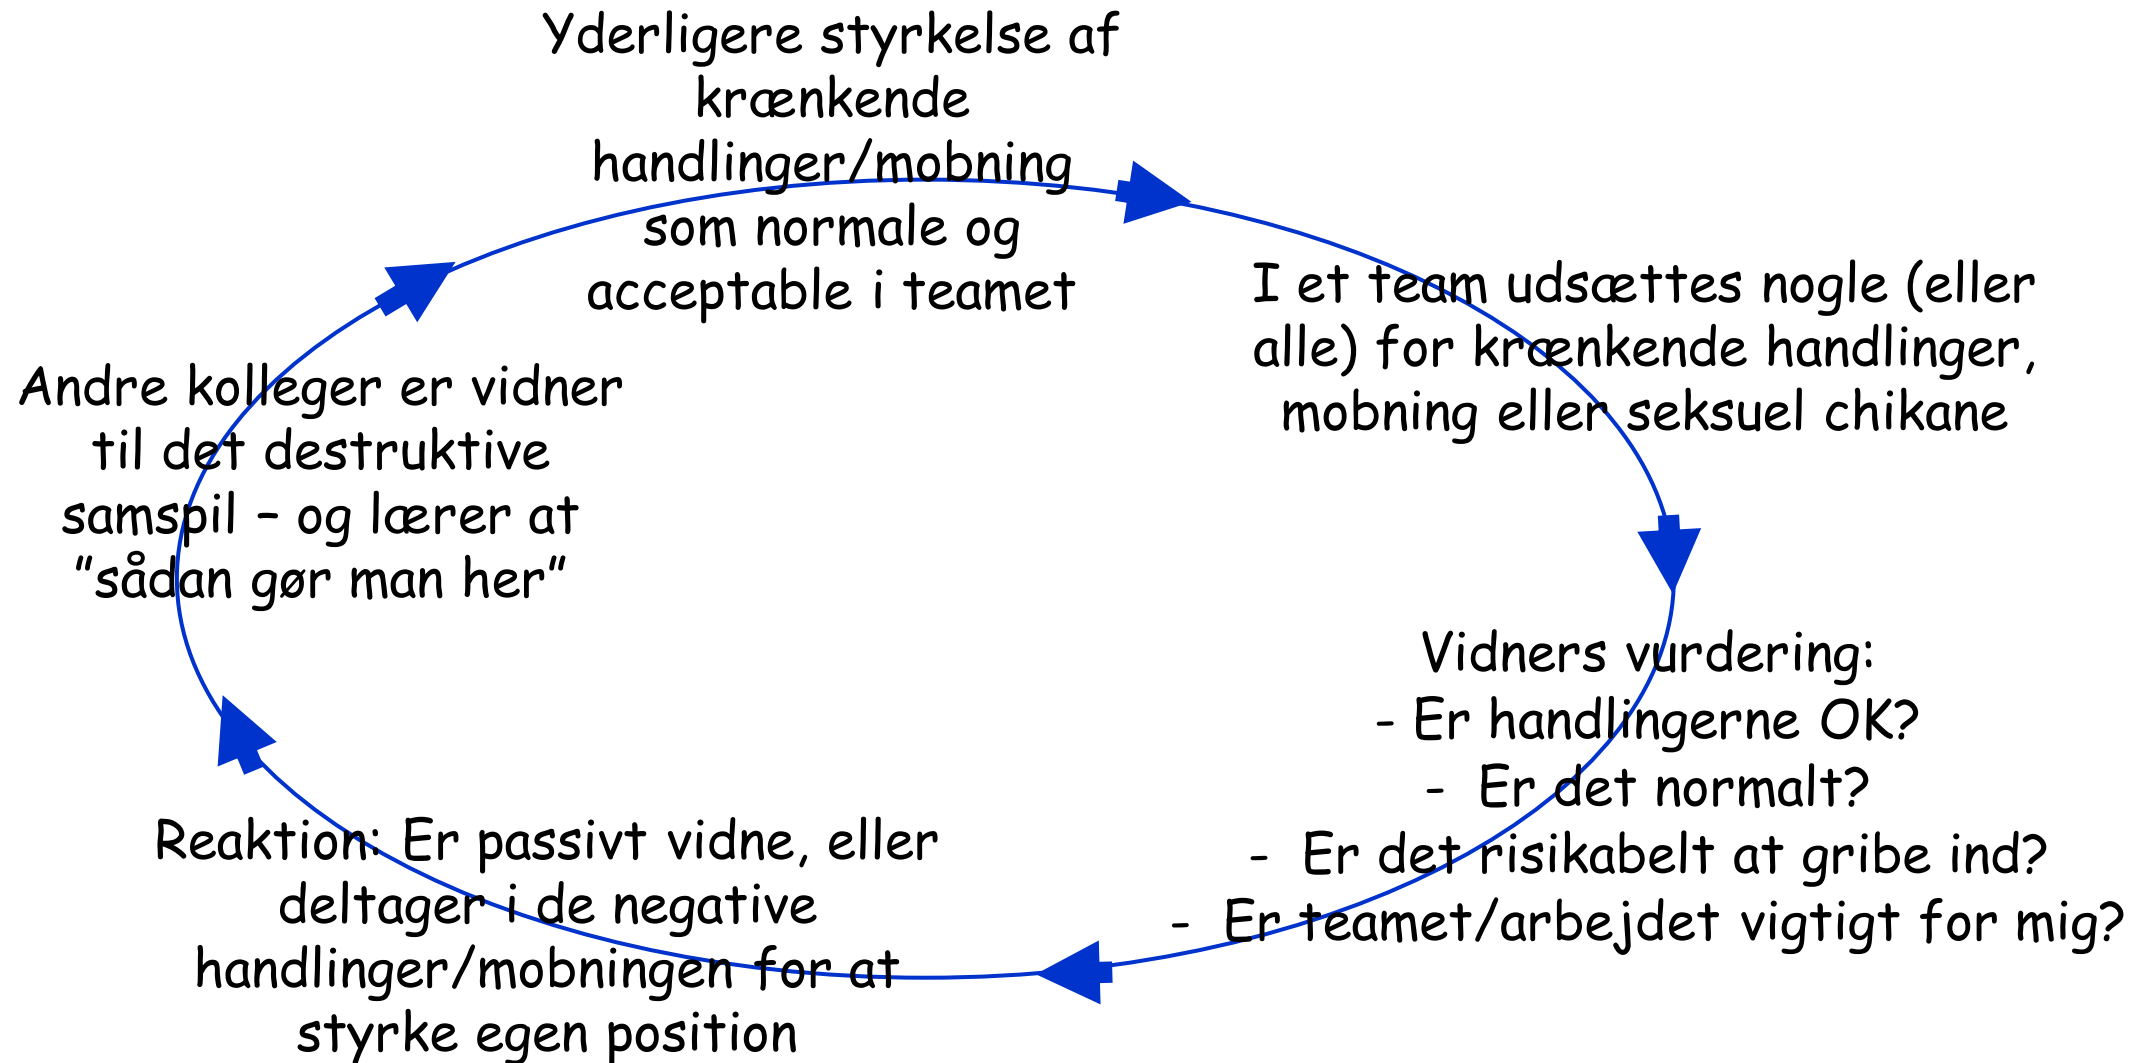 Yderligere styrkelse af
krænkende
handlinger/mobning
som normale og
acceptable i teamet
I et team udsættes nogle (eller
alle) for krænkende handlinger,
mobning eller seksuel chikane
Vidners vurdering:
- Er handlingerne OK?
- Er det normalt?
- Er det risikabelt at gribe ind?
- Er teamet/arbejdet vigtigt for mig?
Reaktion: Er passivt vidne, eller
deltager i de negative
handlinger/mobningen for at
styrke egen position
Andre kolleger er vidner
til det destruktive
samspil – og lærer at
”sådan gør man her”